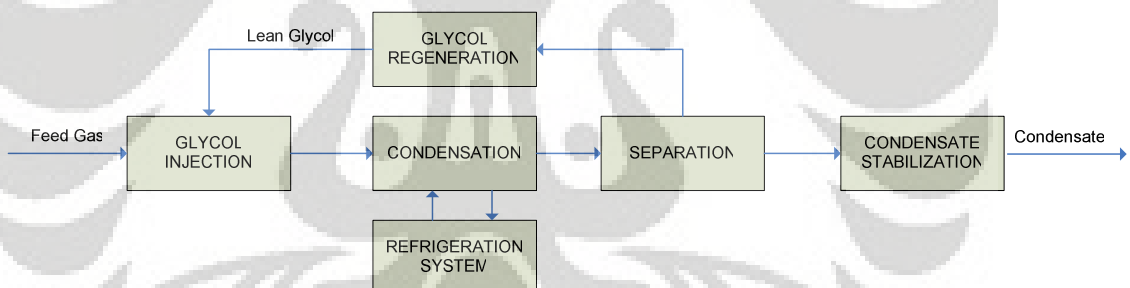 Lean Glycol
GLYCOL
REGENERATION
Feed Gas
GLYCOL
INJECTION
CONDENSATION
SEPARATION
CONDENSATE
STABILIZATION
Condensate
REFRIGERATION
SYSTEM